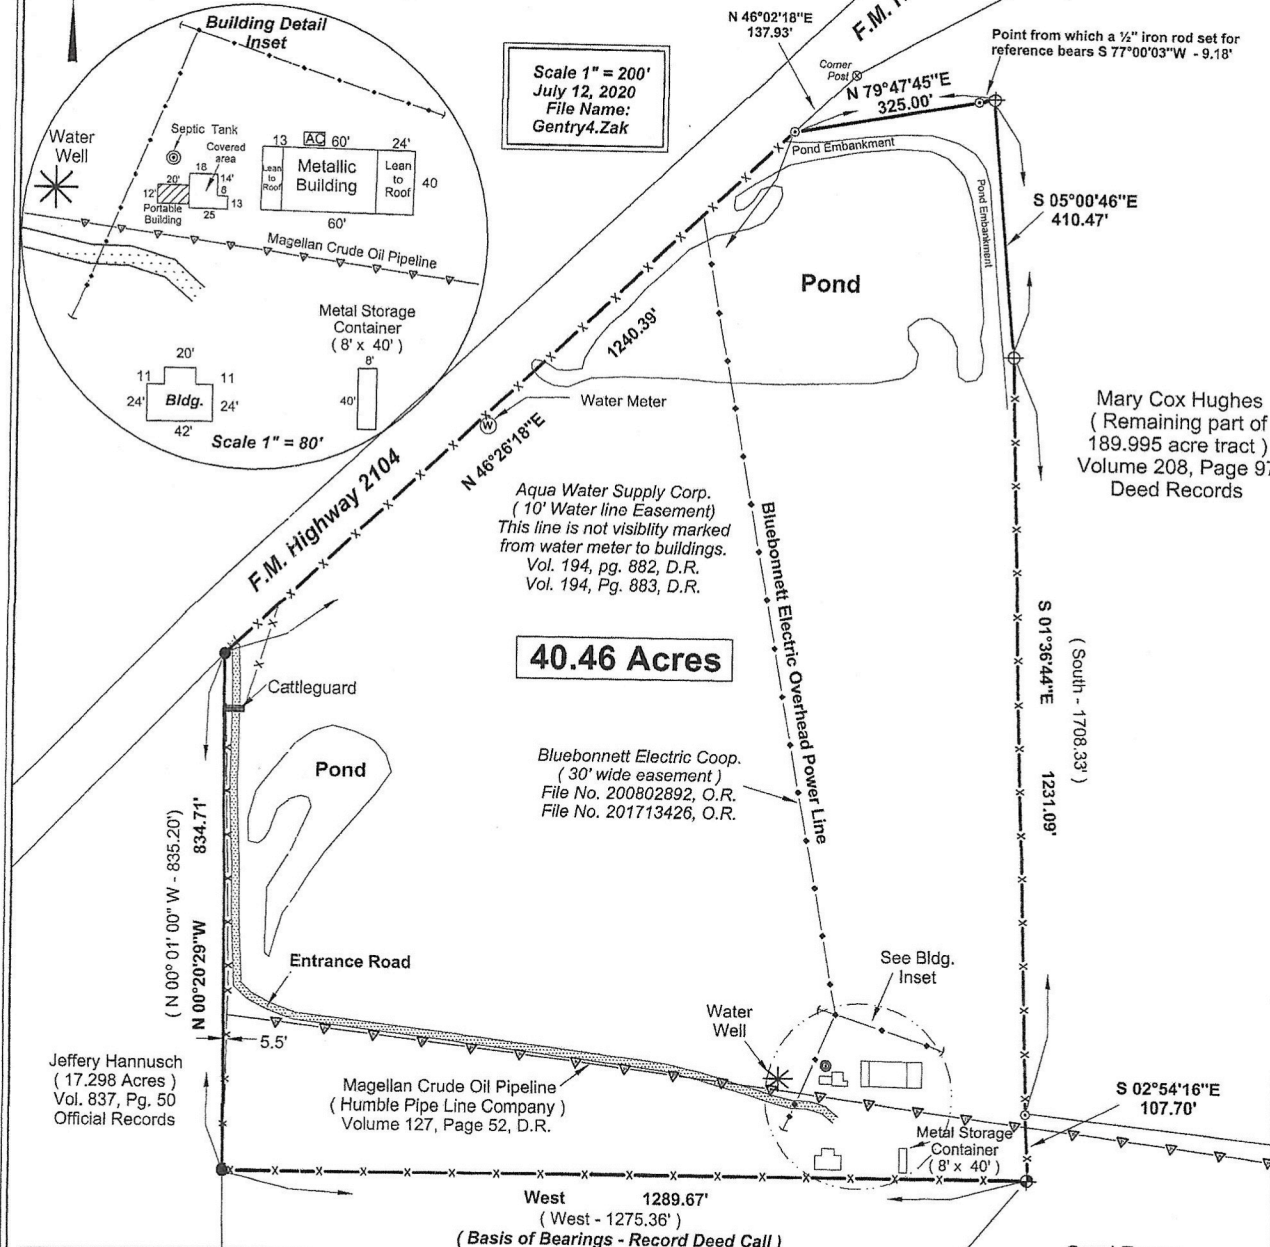 Building Detail
Inset
Water
Well
Septic Tank
Covered
area
18
14'
8
13
20'
12'
25
Portable
Building
13
AC
60'
24'
Lean
to
Roof
Metallic
Building
Lean
to
Roof
40
60'
Magellan Crude Oil Pipeline
Metal Storage
Container
( 8' x 40' )
8'
40'
20'
11
11
24'
Bldg.
24'
42'
Scale 1" = 80'
Scale 1" = 200'
July 12, 2020
File Name:
Gentry4.Zak
N 46°02'18"E
137.93'
F.M.
Corner
Post
N 79°47'45"E
325.00'
Point from which a ½" iron rod set for
reference bears S 77°00'03"W - 9.18'
Pond Embankment
Pond Embankment
S 05°00'46"E
410.47'
Pond
1240.39'
Water Meter
W
N 46°26'18"E
F.M. Highway 2104
Mary Cox Hughes
( Remaining part of
189.995 acre tract )
Volume 208, Page 97
Deed Records
Aqua Water Supply Corp.
( 10' Water line Easement)
This line is not visiblity marked
from water meter to buildings.
Vol. 194, pg. 882, D.R.
Vol. 194, Pg. 883, D.R.
Bluebonnett Electric Overhead Power Line
40.46 Acres
S 01°36'44"E
1231.09'
( South - 1708.33' )
Cattleguard
Pond
Bluebonnett Electric Coop.
( 30' wide easement )
File No. 200802892, O.R.
File No. 201713426, O.R.
( N 00° 01' 00" W - 835.20')
N 00°20'29"W
834.71'
Entrance Road
See Bldg.
Inset
Water
Well
5.5'
Jeffery Hannusch
( 17.298 Acres )
Vol. 837, Pg. 50
Official Records
Magellan Crude Oil Pipeline
( Humble Pipe Line Company )
Volume 127, Page 52, D.R.
S 02°54'16"E
107.70'
Metal Storage
Container
( 8' x 40' )
West 1289.67'
( West - 1275.36' )
( Basis of Bearings - Record Deed Call )